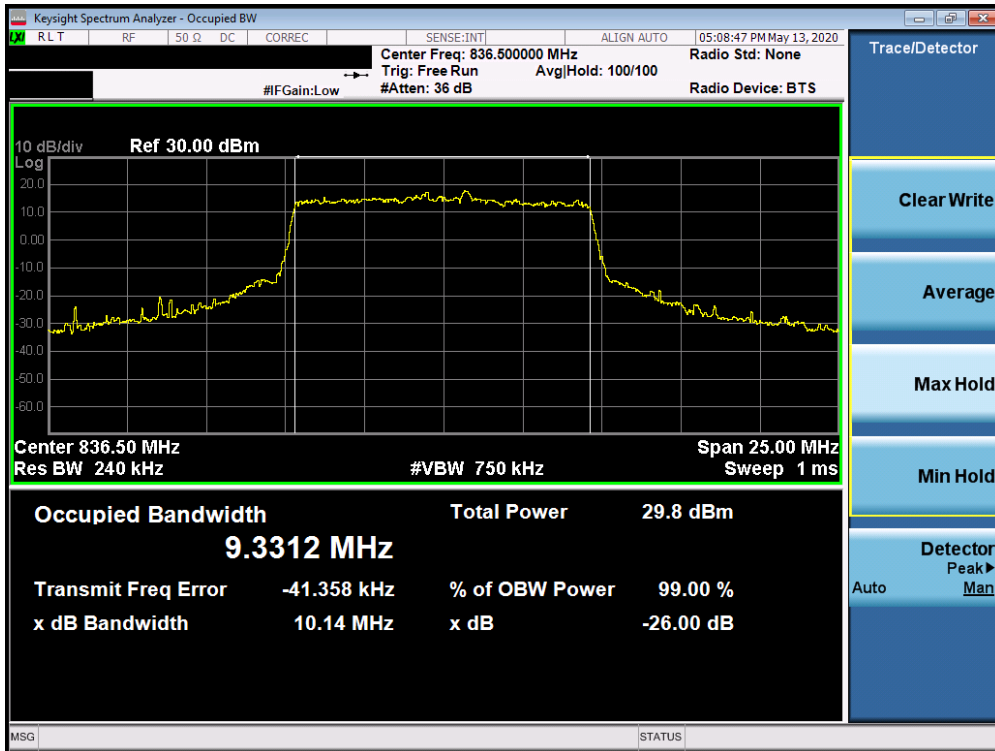 Keysight Spectrum Analyzer - Occupied BW
LXI RLT RF 50 Ω DC CORREC SENSE:INT ALIGN AUTO 05:08:47 PM May 13, 2020
Center Freq: 836.500000 MHz Radio Std: None
Trig: Free Run Avg|Hold: 100/100
#IFGain:Low #Atten: 36 dB Radio Device: BTS
10 dB/div Ref 30.00 dBm
Log
20.0
10.0
0.00
-10.0
-20.0
-30.0
-40.0
-50.0
-60.0
Center 836.50 MHz Span 25.00 MHz
Res BW 240 kHz #VBW 750 kHz Sweep 1 ms
Occupied Bandwidth Total Power 29.8 dBm
9.3312 MHz
Transmit Freq Error -41.358 kHz % of OBW Power 99.00 %
x dB Bandwidth 10.14 MHz x dB -26.00 dB
Trace/Detector
Clear Write
Average
Max Hold
Min Hold
Detector
Peak▶
Auto Man
MSG STATUS